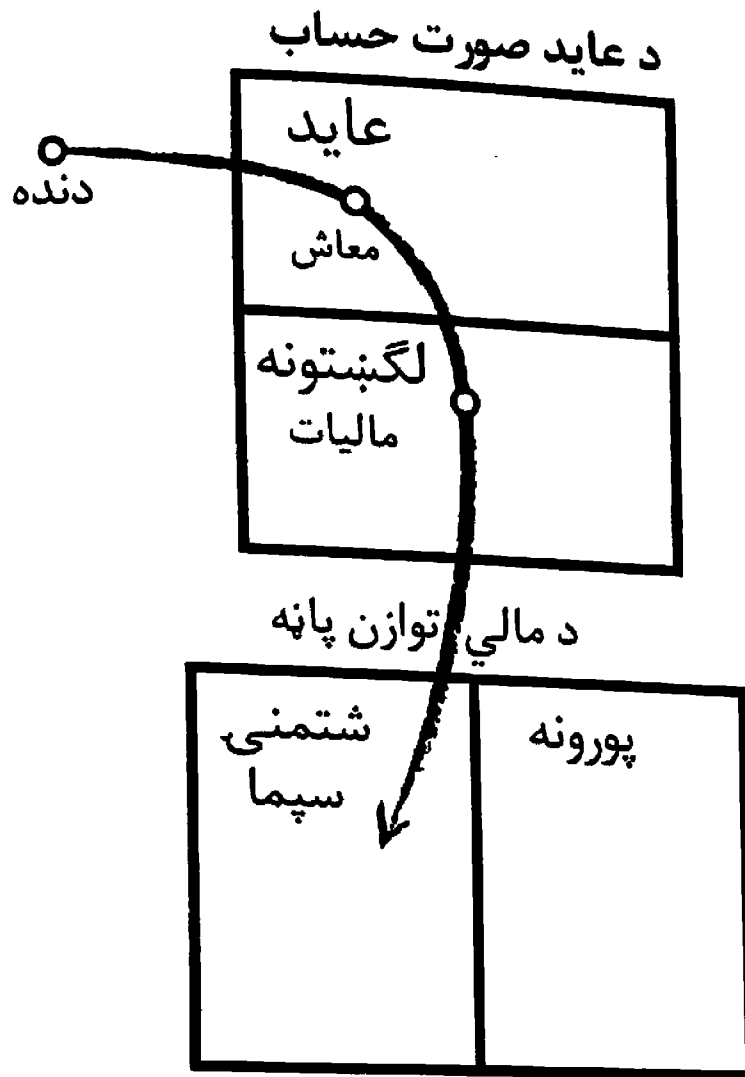 د عاید صورت حساب
عاید
دنده
معاش
لګښتونه
مالیات
د مالي توازن پاڼه
شتمنۍ
پورونه
سپما